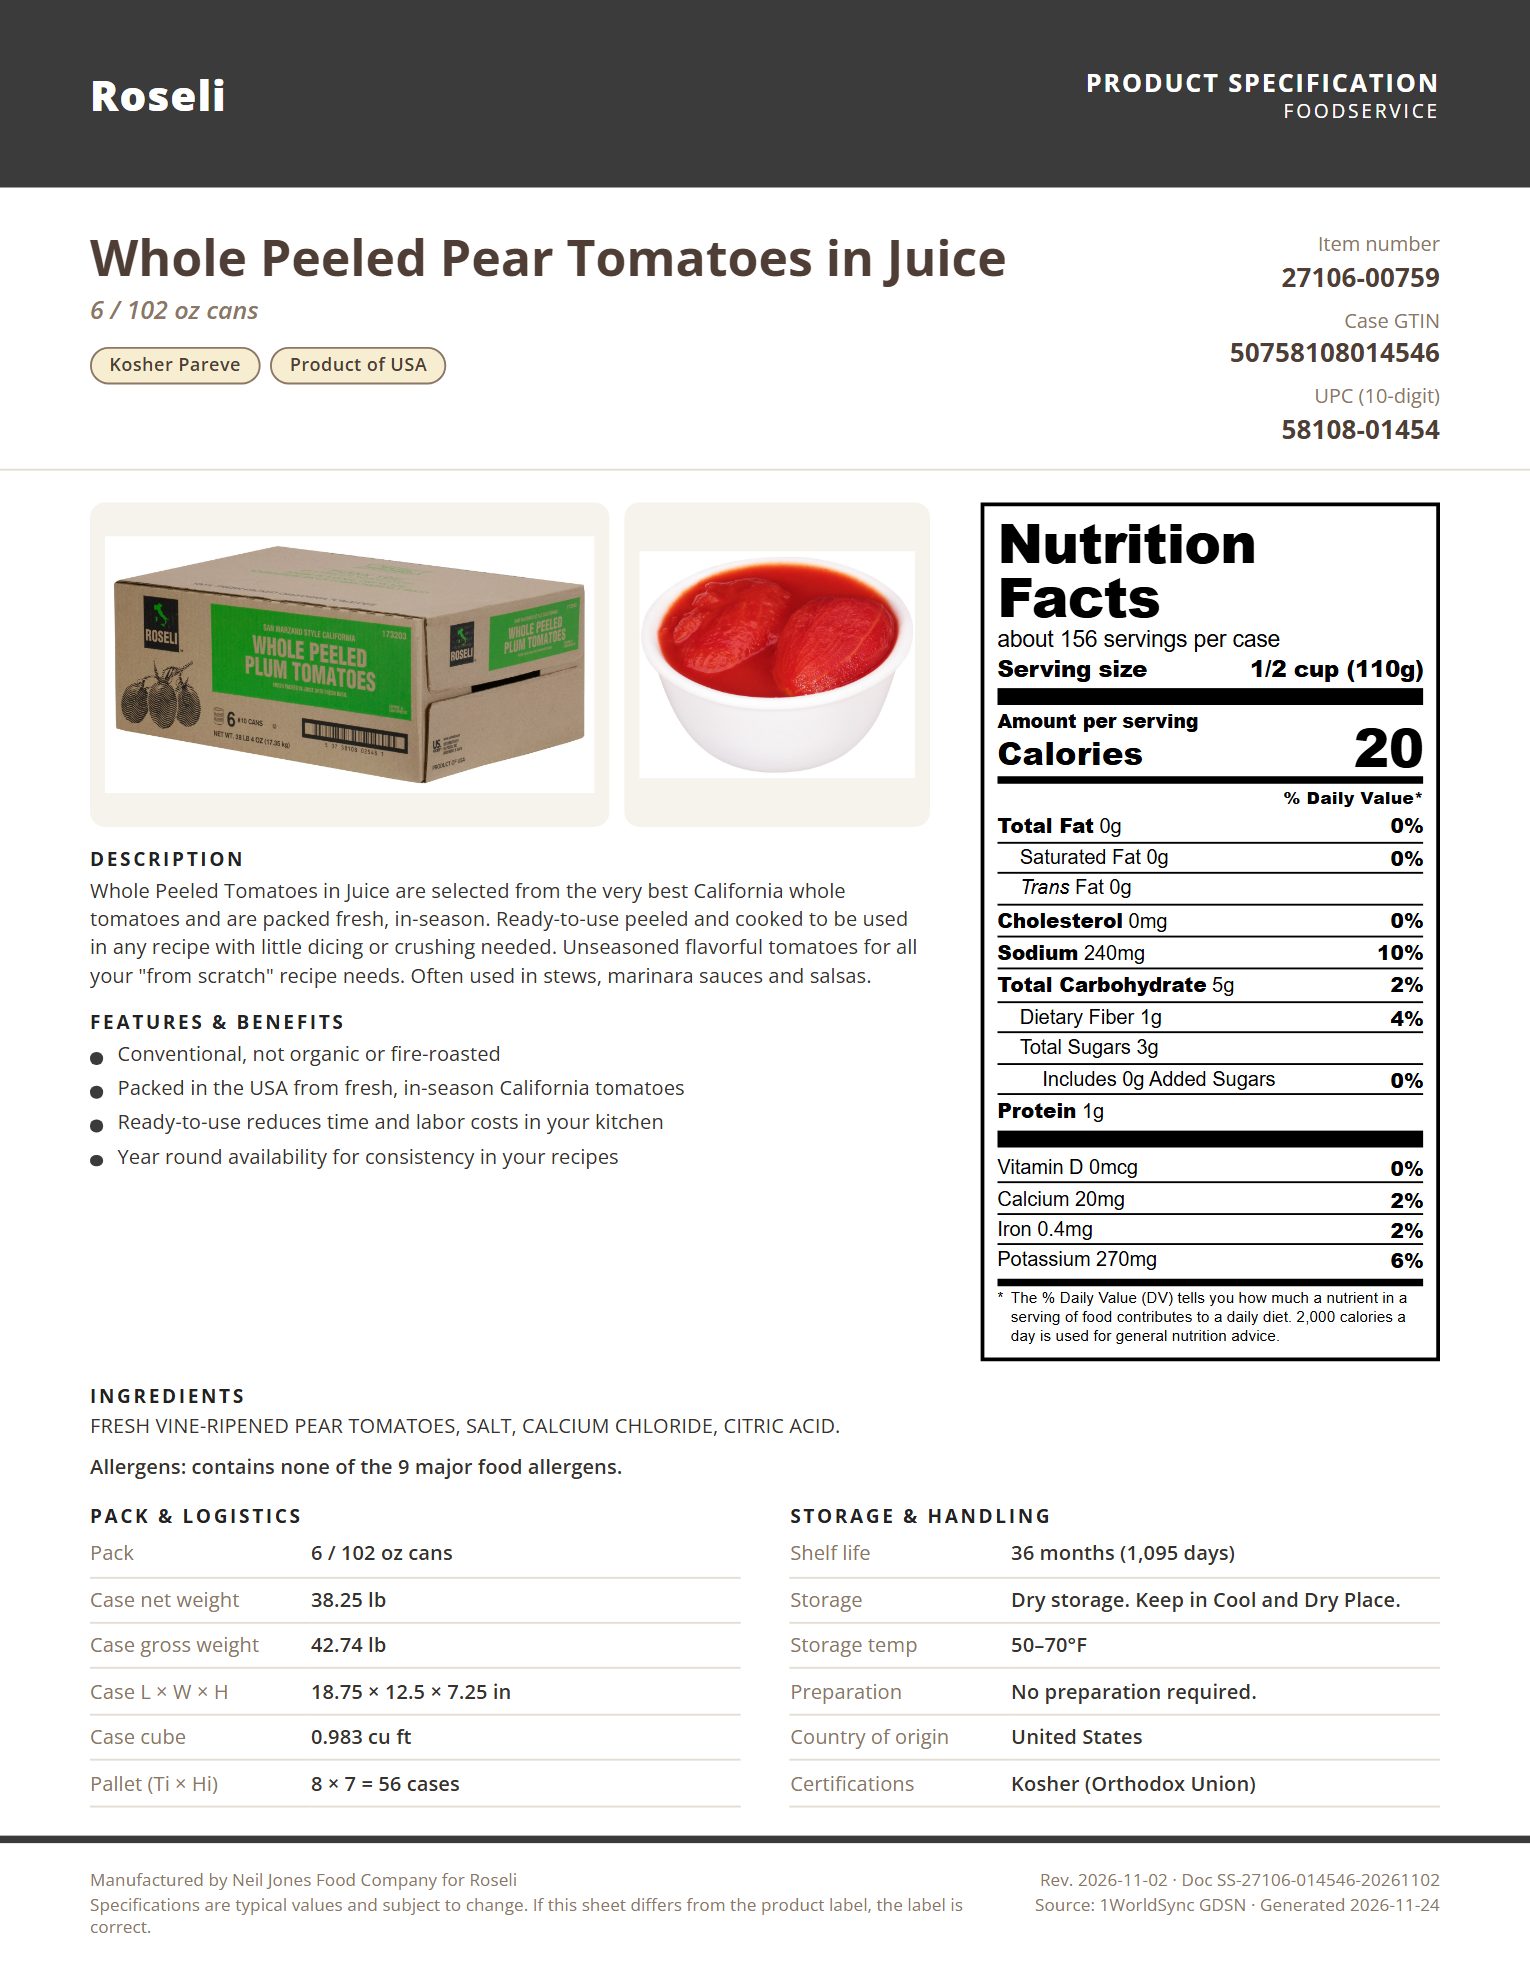 Roseli
PRODUCT SPECIFICATION
FOODSERVICE
Whole Peeled Pear Tomatoes in Juice
6 / 102 oz cans
Kosher Pareve
Product of USA
Item number
27106-00759
Case GTIN
50758108014546
UPC (10-digit)
58108-01454
ROSELI
SAN MARZANO STYLE CALIFORNIA
173203
WHOLE PEELED
PLUM TOMATOES
6 #10 CANS
NET WT. 38 LB 4 OZ (17.35 kg)
ROSELI
WHOLE PEELED
PLUM TOMATOES
PRODUCT OF USA
DESCRIPTION
Whole Peeled Tomatoes in Juice are selected from the very best California whole
tomatoes and are packed fresh, in-season. Ready-to-use peeled and cooked to be used
in any recipe with little dicing or crushing needed. Unseasoned flavorful tomatoes for all
your "from scratch" recipe needs. Often used in stews, marinara sauces and salsas.
FEATURES & BENEFITS
Conventional, not organic or fire-roasted
Packed in the USA from fresh, in-season California tomatoes
Ready-to-use reduces time and labor costs in your kitchen
Year round availability for consistency in your recipes
Nutrition
Facts
about 156 servings per case
Serving size 1/2 cup (110g)
Amount per serving
Calories 20
% Daily Value*
Total Fat 0g 0%
Saturated Fat 0g 0%
Trans Fat 0g
Cholesterol 0mg 0%
Sodium 240mg 10%
Total Carbohydrate 5g 2%
Dietary Fiber 1g 4%
Total Sugars 3g
Includes 0g Added Sugars 0%
Protein 1g
Vitamin D 0mcg 0%
Calcium 20mg 2%
Iron 0.4mg 2%
Potassium 270mg 6%
* The % Daily Value (DV) tells you how much a nutrient in a
serving of food contributes to a daily diet. 2,000 calories a
day is used for general nutrition advice.
INGREDIENTS
FRESH VINE-RIPENED PEAR TOMATOES, SALT, CALCIUM CHLORIDE, CITRIC ACID.
Allergens: contains none of the 9 major food allergens.
PACK & LOGISTICS
Pack 6 / 102 oz cans
Case net weight 38.25 lb
Case gross weight 42.74 lb
Case L × W × H 18.75 × 12.5 × 7.25 in
Case cube 0.983 cu ft
Pallet (Ti × Hi) 8 × 7 = 56 cases
STORAGE & HANDLING
Shelf life 36 months (1,095 days)
Storage Dry storage. Keep in Cool and Dry Place.
Storage temp 50–70°F
Preparation No preparation required.
Country of origin United States
Certifications Kosher (Orthodox Union)
Manufactured by Neil Jones Food Company for Roseli
Specifications are typical values and subject to change. If this sheet differs from the product label, the label is
correct.
Rev. 2026-11-02 · Doc SS-27106-014546-20261102
Source: 1WorldSync GDSN · Generated 2026-11-24